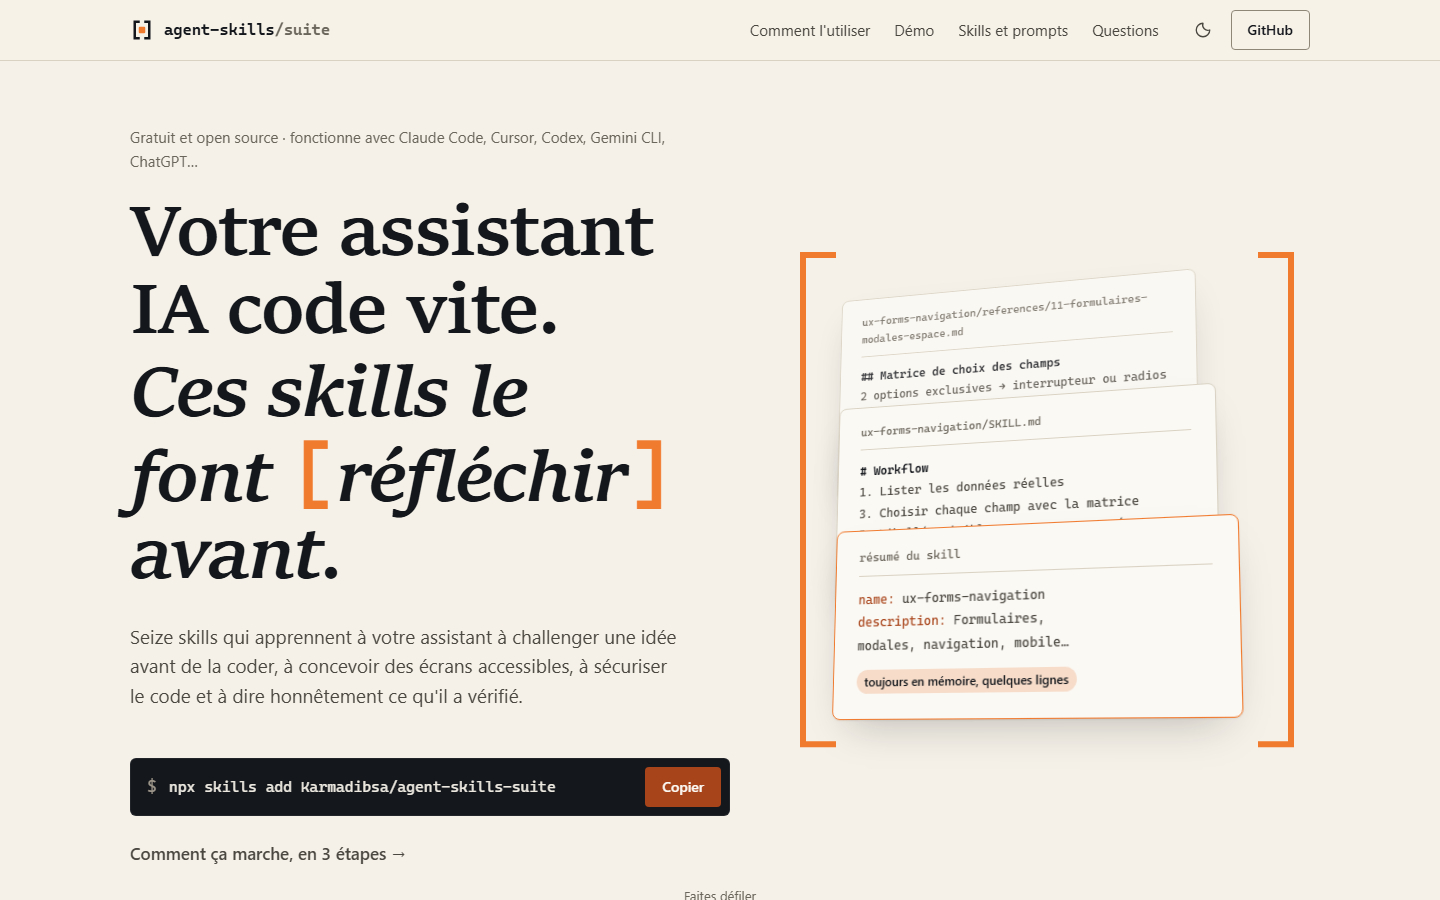 agent-skills/suite
Comment l'utiliser
Démo
Skills et prompts
Questions
GitHub
Gratuit et open source · fonctionne avec Claude Code, Cursor, Codex, Gemini CLI,
ChatGPT…
Votre assistant
IA code vite.
Ces skills le
font [réfléchir]
avant.
Seize skills qui apprennent à votre assistant à challenger une idée
avant de la coder, à concevoir des écrans accessibles, à sécuriser
le code et à dire honnêtement ce qu'il a vérifié.
$ npx skills add Karmadibsa/agent-skills-suite
Copier
Comment ça marche, en 3 étapes →
ux-forms-navigation/references/11-formulaires-
modales-espace.md
## Matrice de choix des champs
2 options exclusives → interrupteur ou radios
ux-forms-navigation/SKILL.md
# Workflow
1. Lister les données réelles
3. Choisir chaque champ avec la matrice
résumé du skill
name: ux-forms-navigation
description: Formulaires,
modales, navigation, mobile…
toujours en mémoire, quelques lignes
Faites défiler